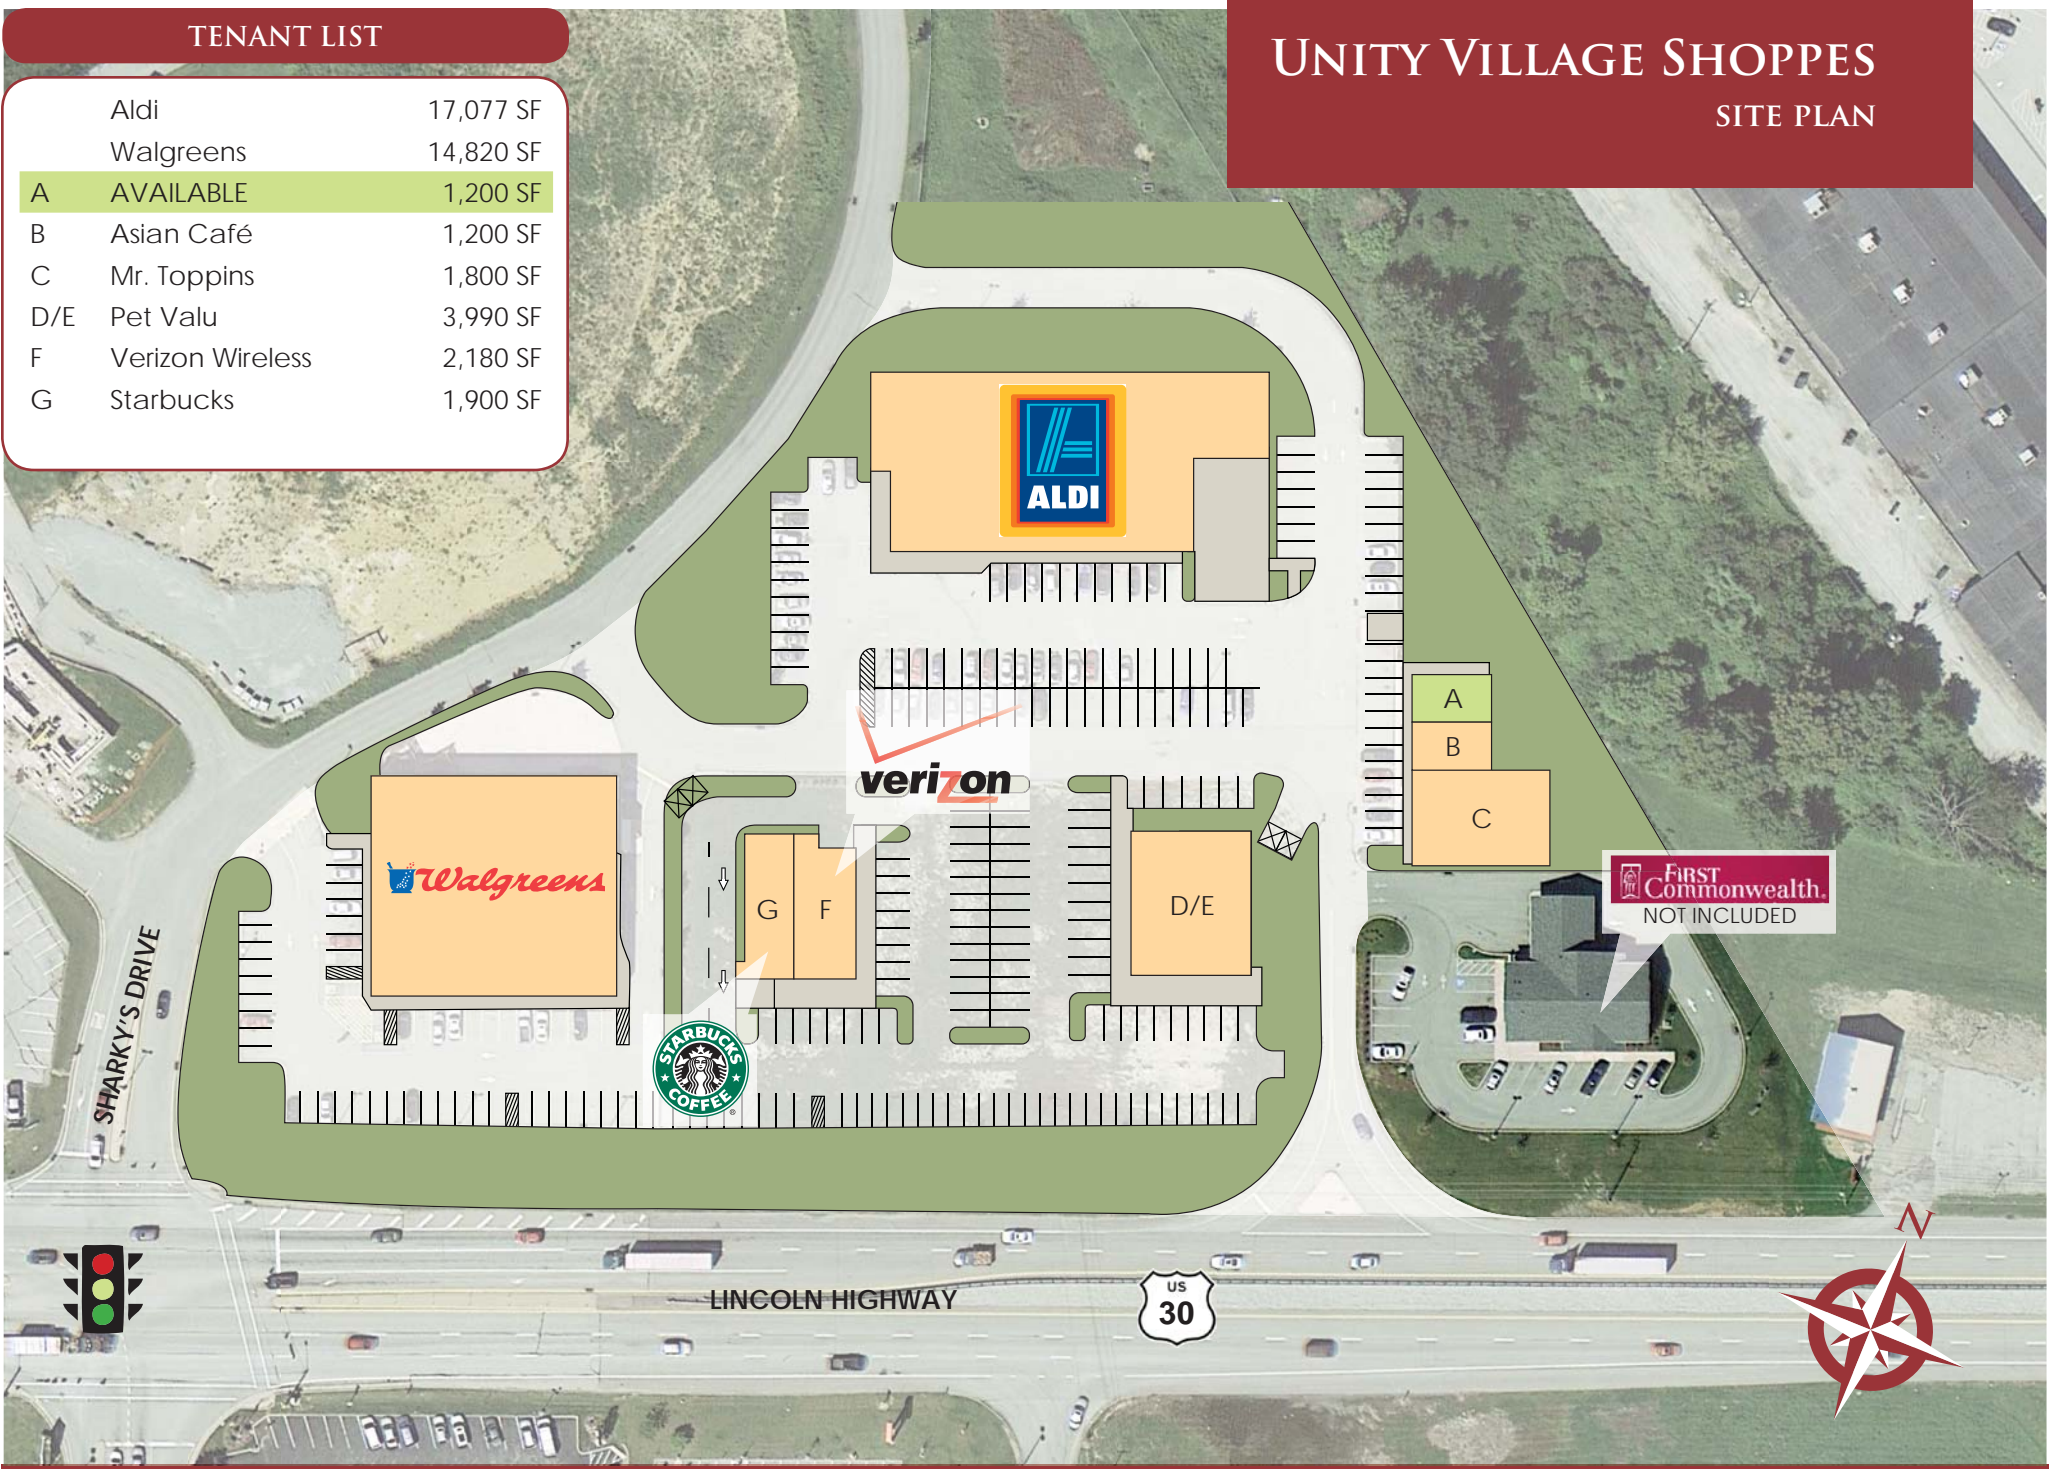 TENANT LIST
Aldi 17,077 SF
Walgreens 14,820 SF
A AVAILABLE 1,200 SF
B Asian Café 1,200 SF
C Mr. Toppins 1,800 SF
D/E Pet Valu 3,990 SF
F Verizon Wireless 2,180 SF
G Starbucks 1,900 SF
UNITY VILLAGE SHOPPES
SITE PLAN
ALDI
A
B
C
verizon
Walgreens
G
F
D/E
FIRST
Commonwealth.
NOT INCLUDED
SHARKY'S DRIVE
STARBUCKS
COFFEE
®
N
LINCOLN HIGHWAY
US
30